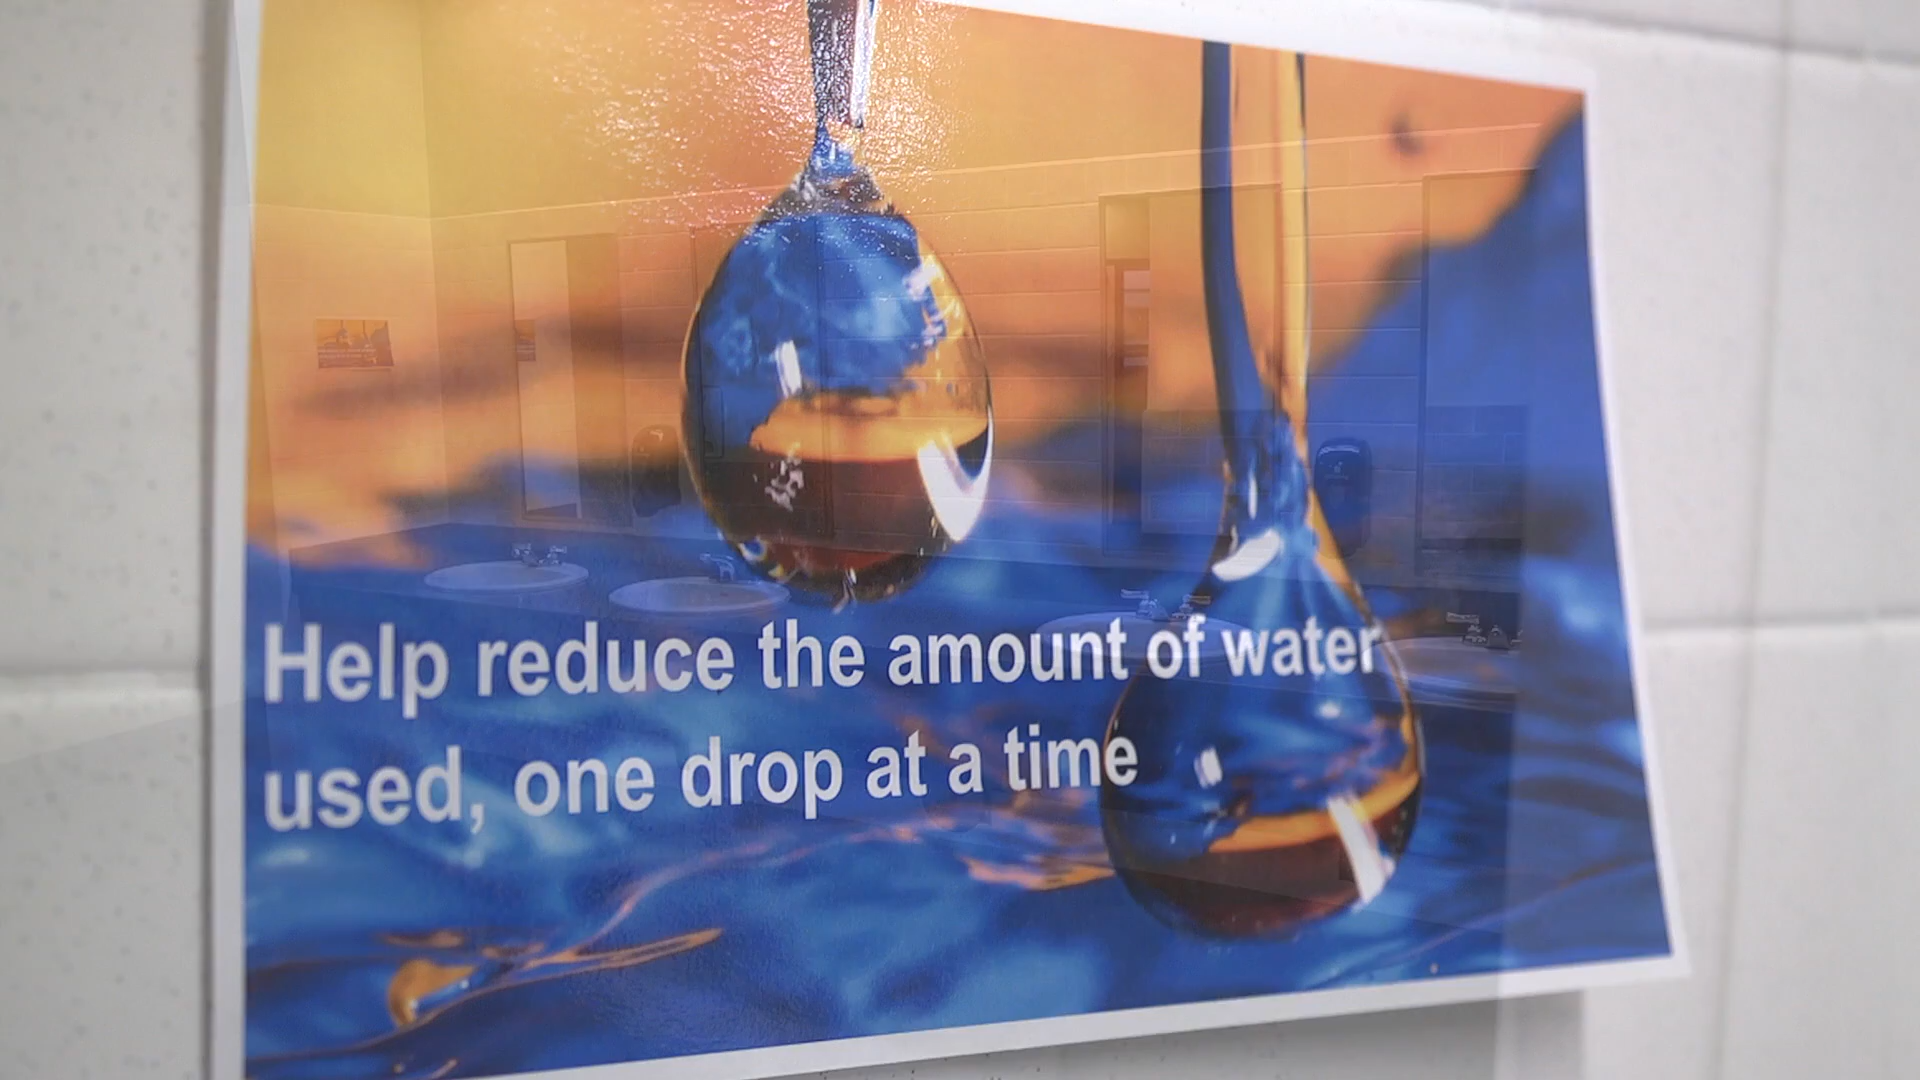 Help reduce the amount of water
used, one drop at a time